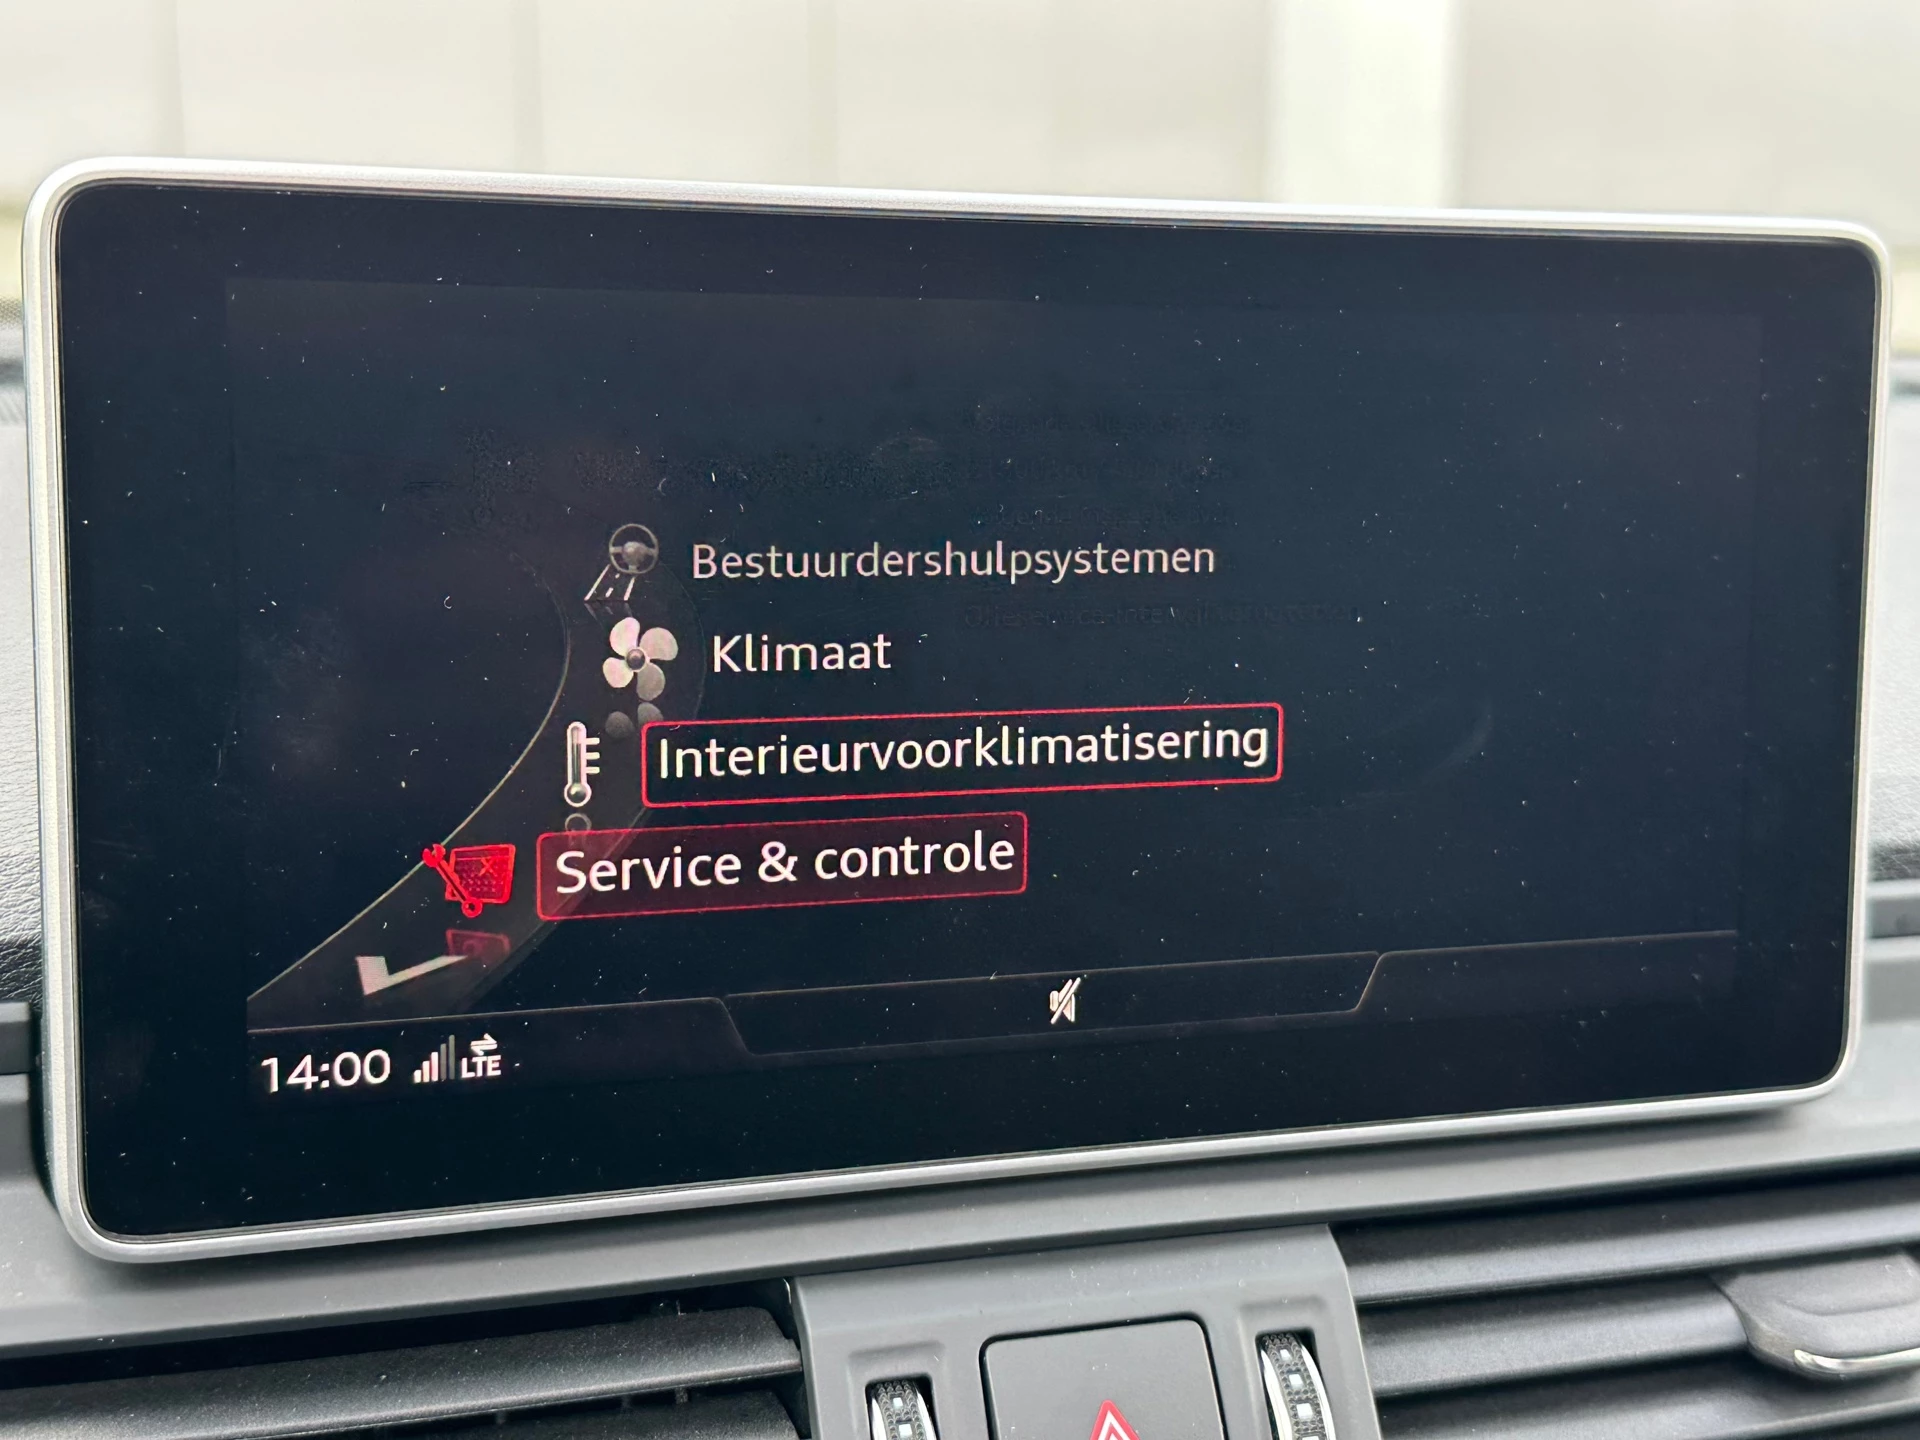 Bestuurdershulpsystemen
Klimaat
Interieurvoorklimatisering
Service & controle
14:00 LTE